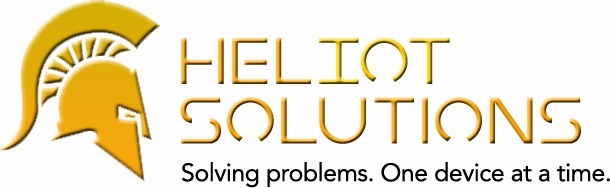 HELIOT
SOLUTIONS
Solving problems. One device at a time.